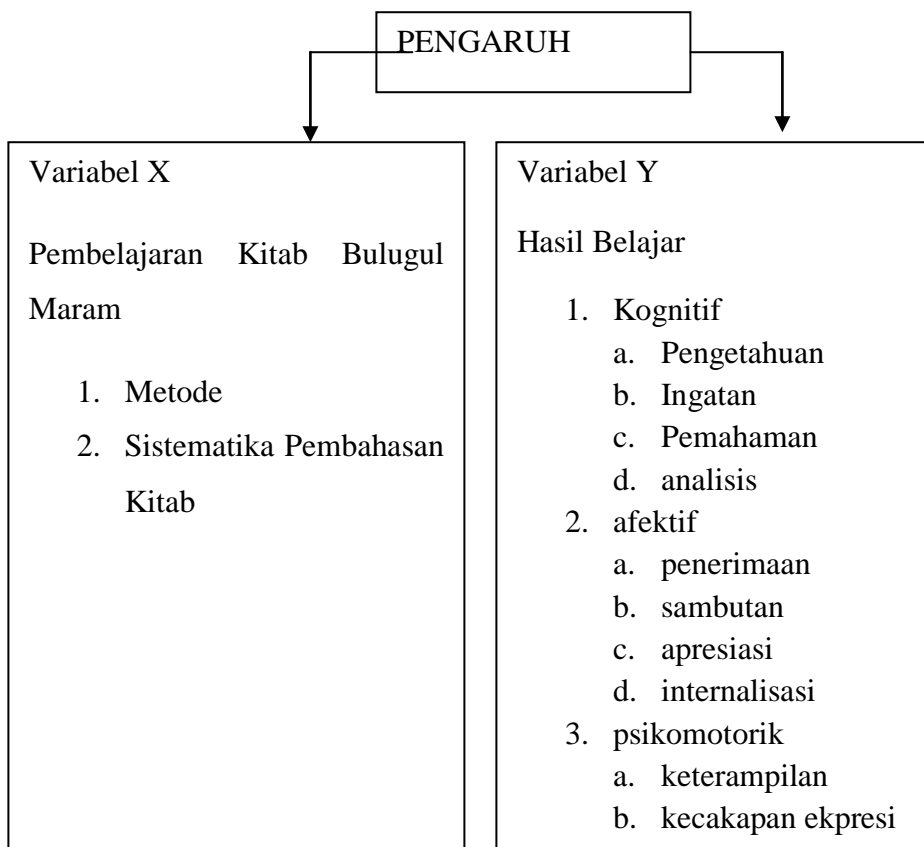 PENGARUH
Variabel X
Pembelajaran Kitab Bulugul
Maram
1. Metode
2. Sistematika Pembahasan
Kitab
Variabel Y
Hasil Belajar
1. Kognitif
a. Pengetahuan
b. Ingatan
c. Pemahaman
d. analisis
2. afektif
a. penerimaan
b. sambutan
c. apresiasi
d. internalisasi
3. psikomotorik
a. keterampilan
b. kecakapan ekpresi